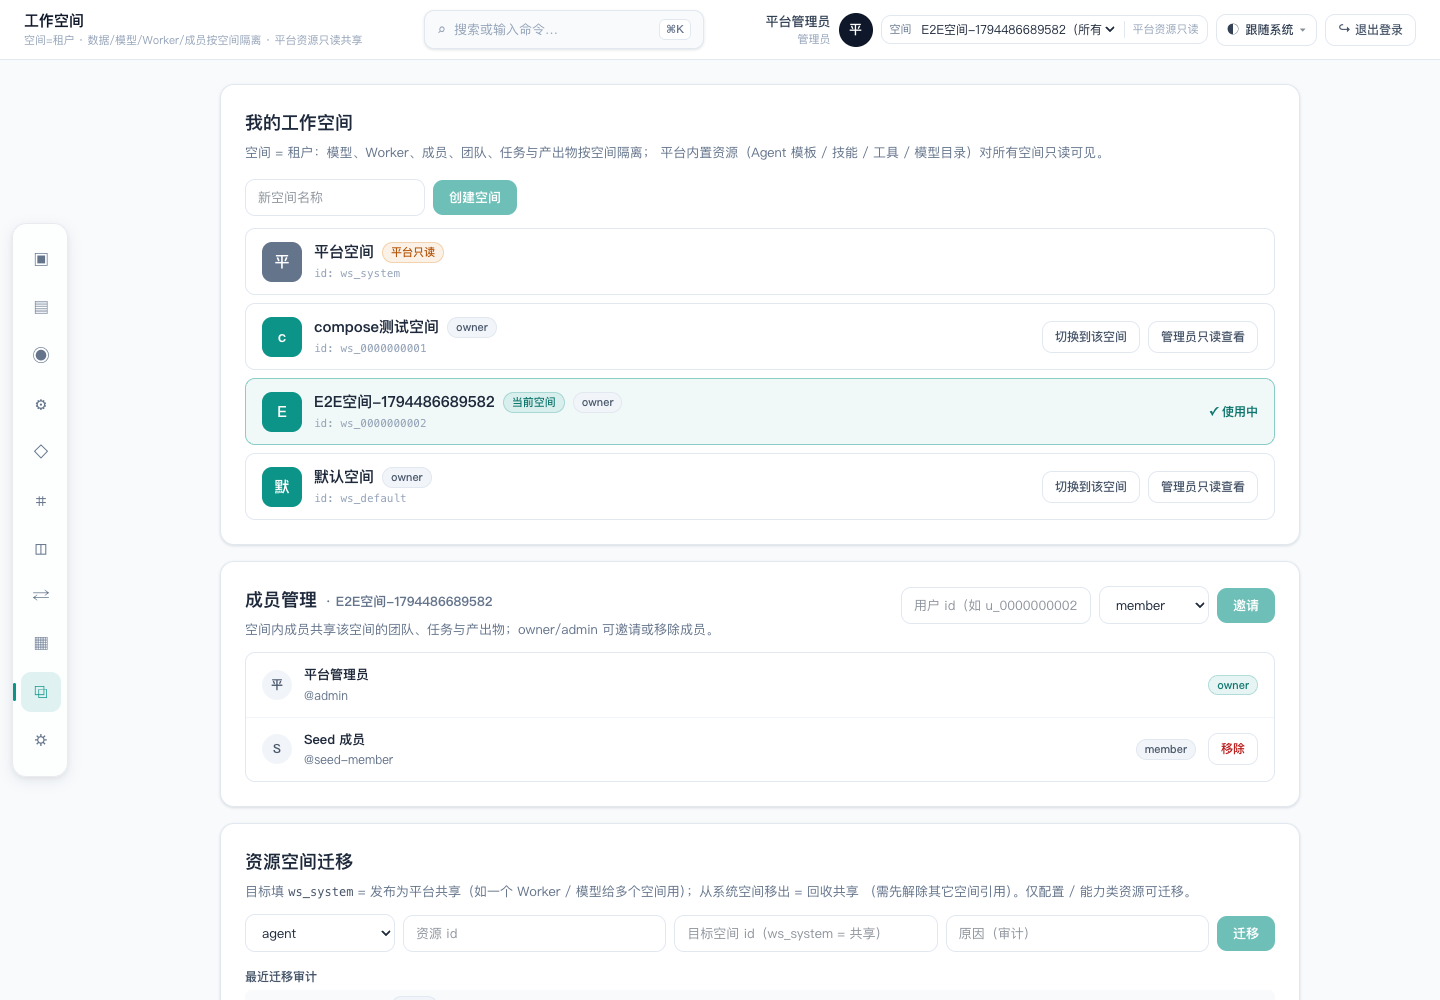 工作空间
空间=租户 · 数据/模型/Worker/成员按空间隔离 · 平台资源只读共享
搜索或输入命令...
⌘K
平台管理员
管理员
平
空间
E2E空间-1794486689582（所有
平台资源只读
跟随系统
退出登录
我的工作空间
空间 = 租户：模型、Worker、成员、团队、任务与产出物按空间隔离； 平台内置资源（Agent 模板 / 技能 / 工具 / 模型目录）对所有空间只读可见。
新空间名称
创建空间
平
平台空间
平台只读
id: ws_system
c
compose测试空间
owner
id: ws_0000000001
切换到该空间
管理员只读查看
E
E2E空间-1794486689582
当前空间
owner
id: ws_0000000002
✓ 使用中
默
默认空间
owner
id: ws_default
切换到该空间
管理员只读查看
成员管理 · E2E空间-1794486689582
空间内成员共享该空间的团队、任务与产出物；owner/admin 可邀请或移除成员。
用户 id（如 u_0000000002
member
邀请
平
平台管理员
@admin
owner
S
Seed 成员
@seed-member
member
移除
资源空间迁移
目标填 ws_system = 发布为平台共享（如一个 Worker / 模型给多个空间用）；从系统空间移出 = 回收共享 （需先解除其它空间引用）。仅配置 / 能力类资源可迁移。
agent
资源 id
目标空间 id（ws_system = 共享）
原因（审计）
迁移
最近迁移审计